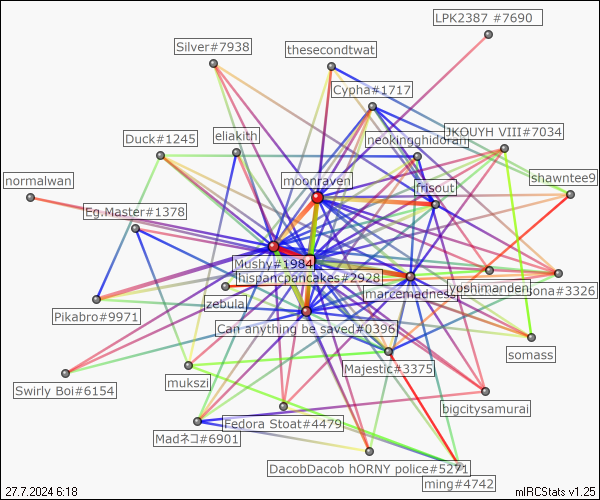 LPK2387 #7690
Silver#7938
thesecondtwat
Cypha#1717
Duck#1245
eliakith
neokingghidorah
JKOUYH VIII#7034
normalwan
moonraven
frisout
shawntee9
Eg.Master#1378
Mushy#1984
hispancpancakes#2928
marcemadness
yoshimanden
ona#3326
zebula
Pikabro#9971
Can anything be saved#0396
somass
Majestic#3375
Swirly Boi#6154
mukszi
bigcitysamurai
Fedora Stoat#4479
Madネコ#6901
DacobDacob hORNY police#5271
ming#4742
27.7.2024 6:18
mIRCStats v1.25